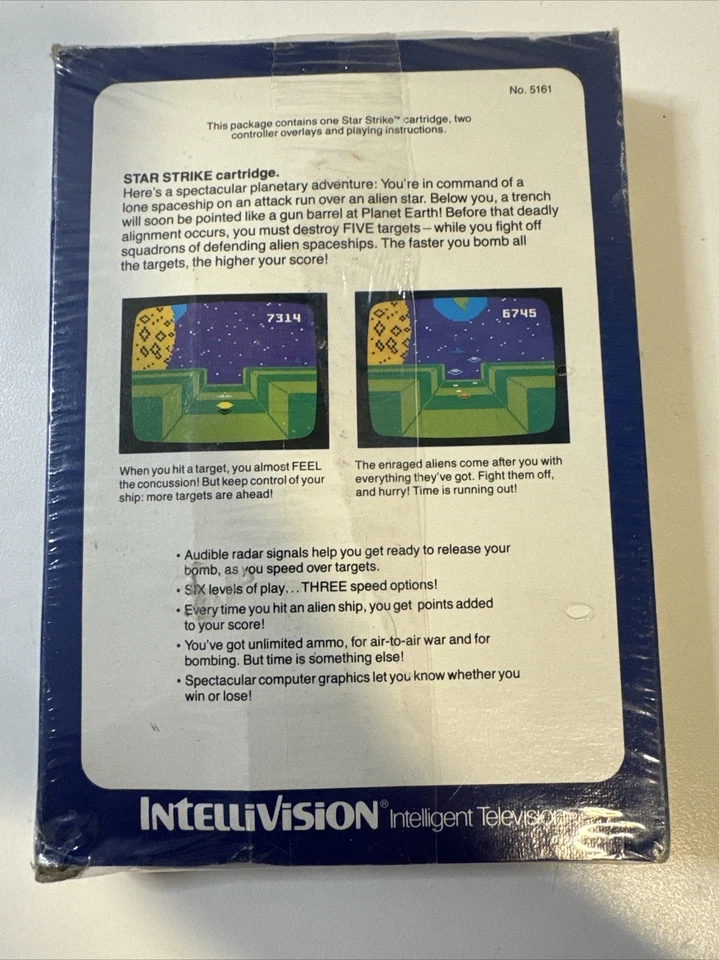 No. 5161
This package contains one Star Strike™ cartridge, two
controller overlays and playing instructions.
STAR STRIKE cartridge.
Here's a spectacular planetary adventure: You're in command of a
lone spaceship on an attack run over an alien star. Below you, a trench
will soon be pointed like a gun barrel at Planet Earth! Before that deadly
alignment occurs, you must destroy FIVE targets – while you fight off
squadrons of defending alien spaceships. The faster you bomb all
the targets, the higher your score!
7314
6745
When you hit a target, you almost FEEL
the concussion! But keep control of your
ship: more targets are ahead!
The enraged aliens come after you with
everything they've got. Fight them off,
and hurry! Time is running out!
• Audible radar signals help you get ready to release your
bomb, as you speed over targets.
• SIX levels of play...THREE speed options!
• Every time you hit an alien ship, you get points added
to your score!
• You've got unlimited ammo, for air-to-air war and for
bombing. But time is something else!
• Spectacular computer graphics let you know whether you
win or lose!
INTELLIVISION® Intelligent Television